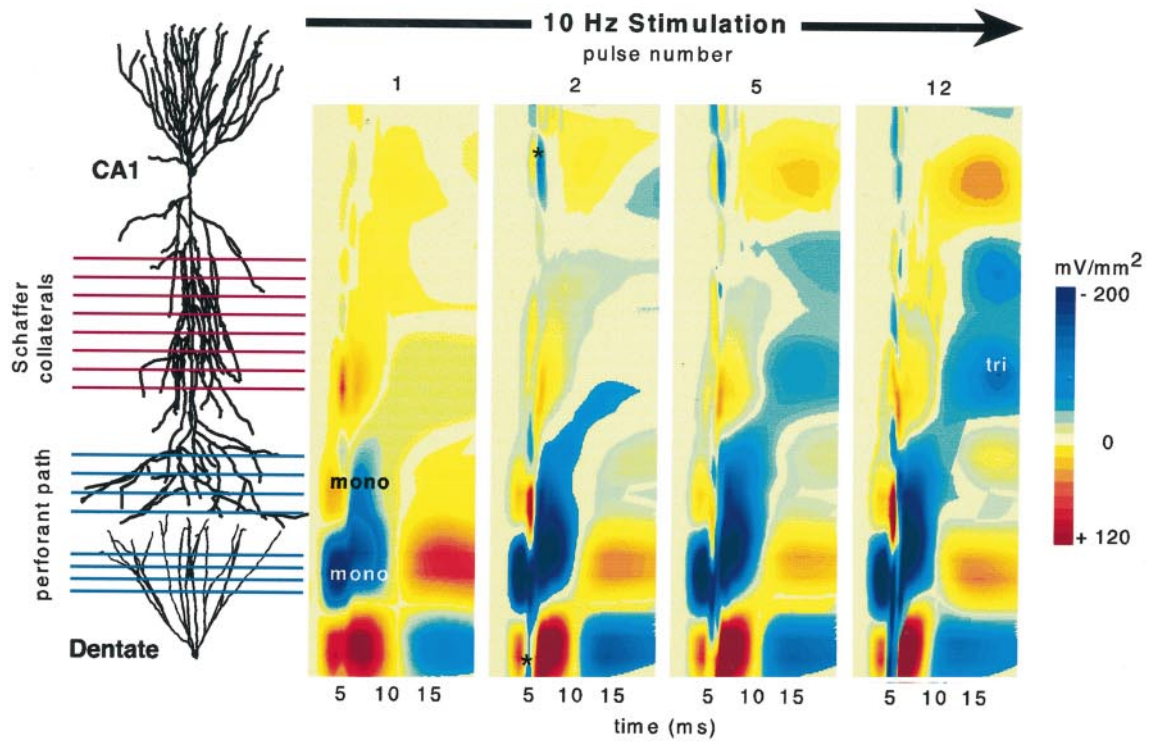 10 Hz Stimulation
pulse number
1 2 5 12
CA1
Schaffer
collaterals
perforant path
Dentate
*
mono
mono
*
tri
mV/mm2
- 200
0
+ 120
5 10 15 5 10 15 5 10 15 5 10 15
time (ms)